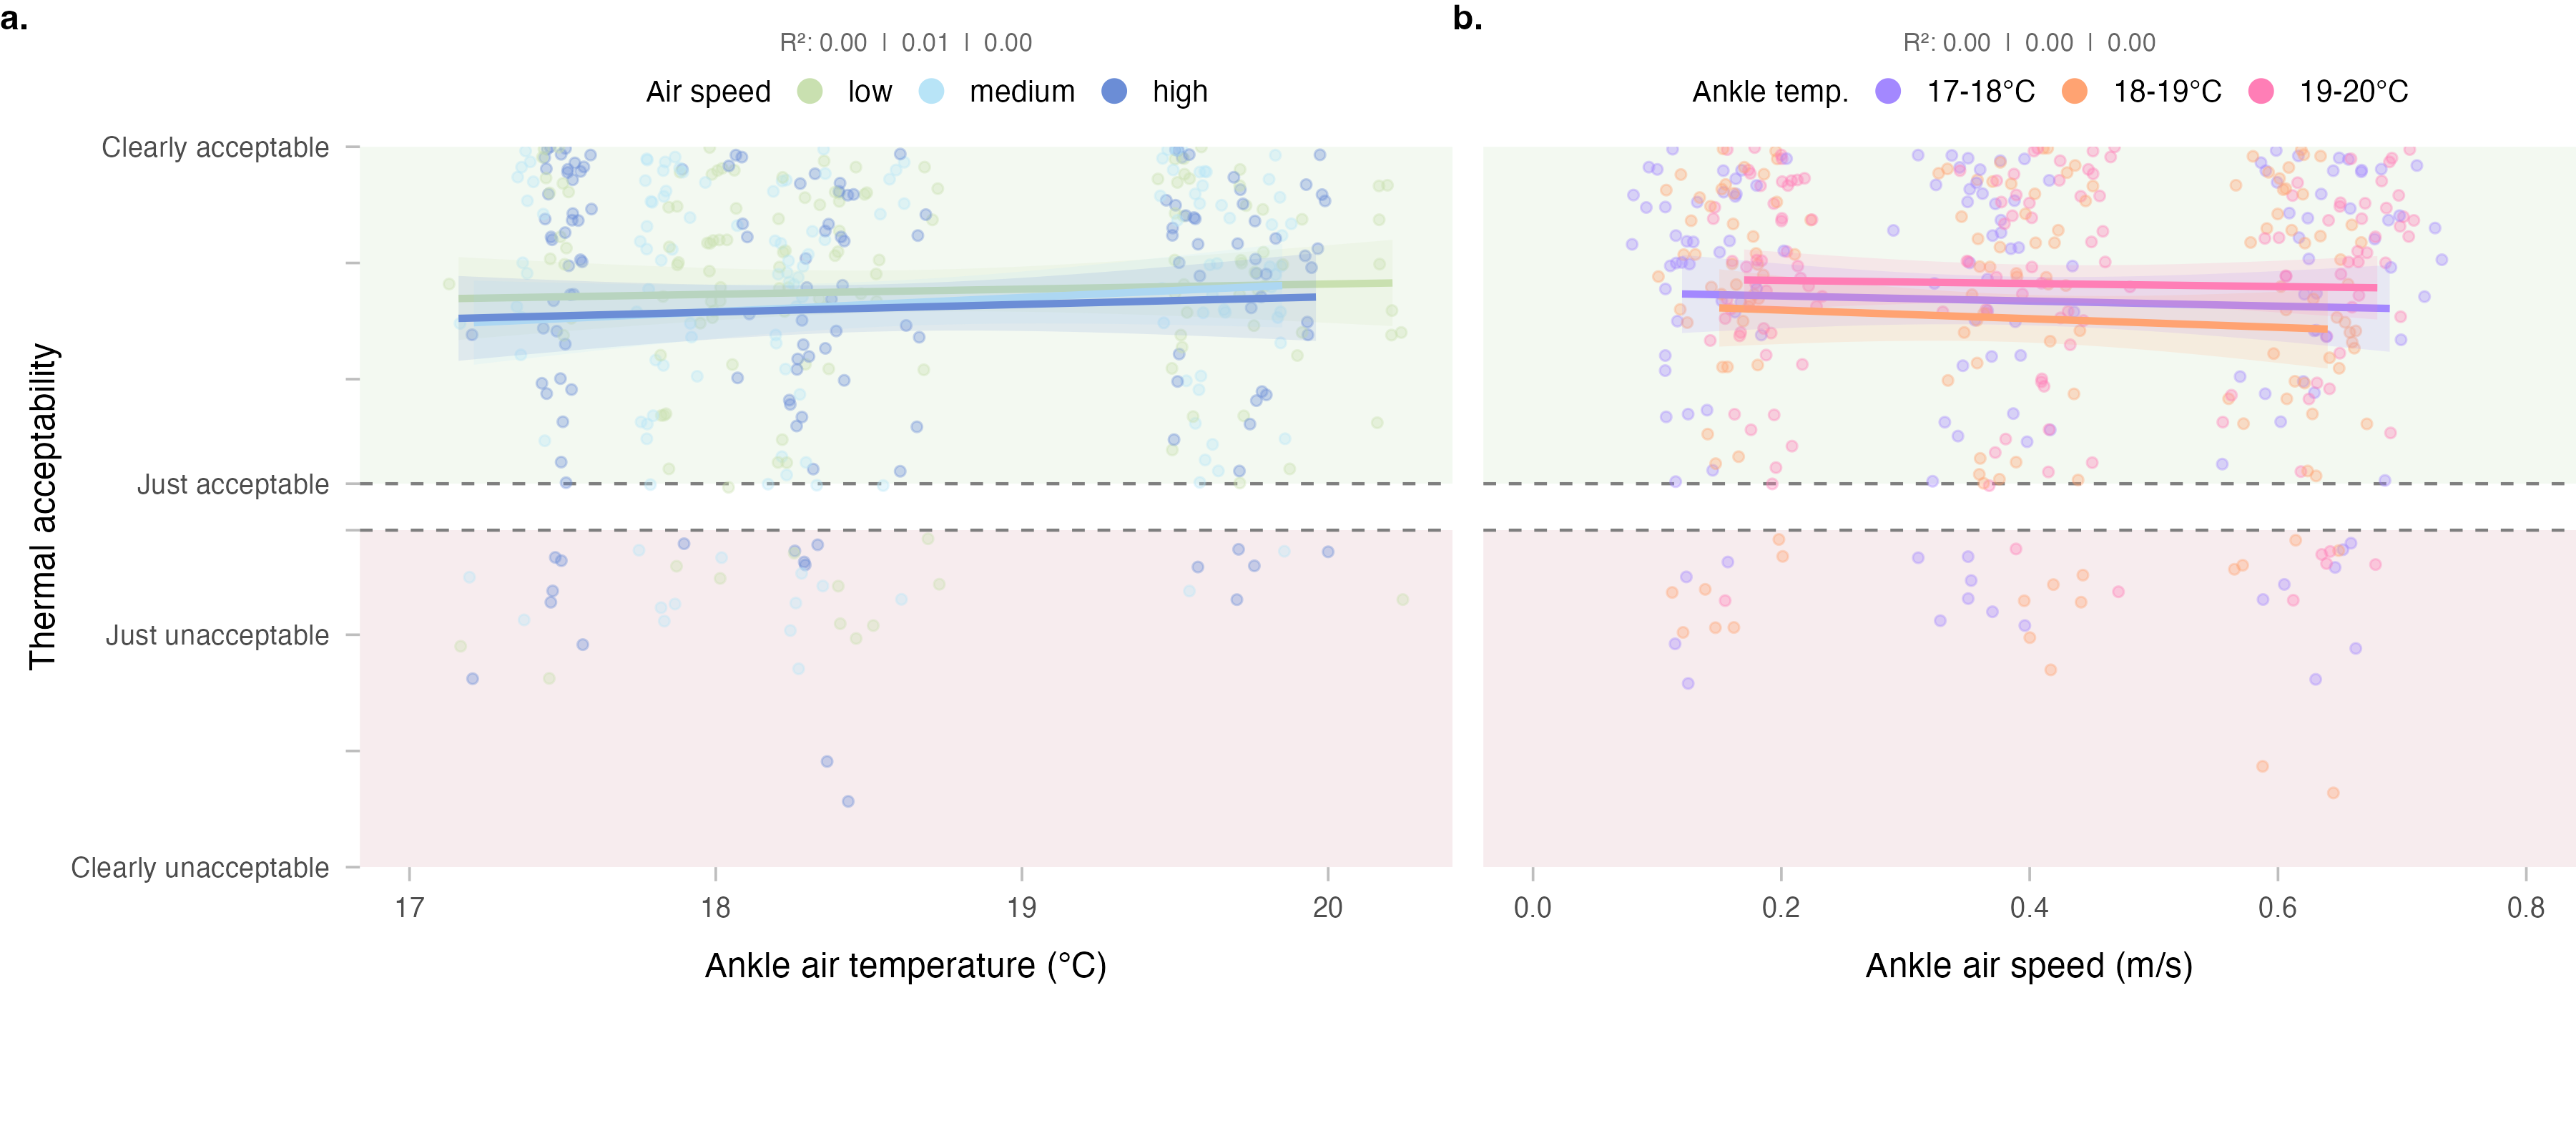 a.
R²: 0.00 | 0.01 | 0.00
Air speed low medium high
Thermal acceptability
Clearly acceptable
Just acceptable
Just unacceptable
Clearly unacceptable
17 18 19 20
Ankle air temperature (°C)
b.
R²: 0.00 | 0.00 | 0.00
Ankle temp. 17-18°C 18-19°C 19-20°C
0.0 0.2 0.4 0.6 0.8
Ankle air speed (m/s)